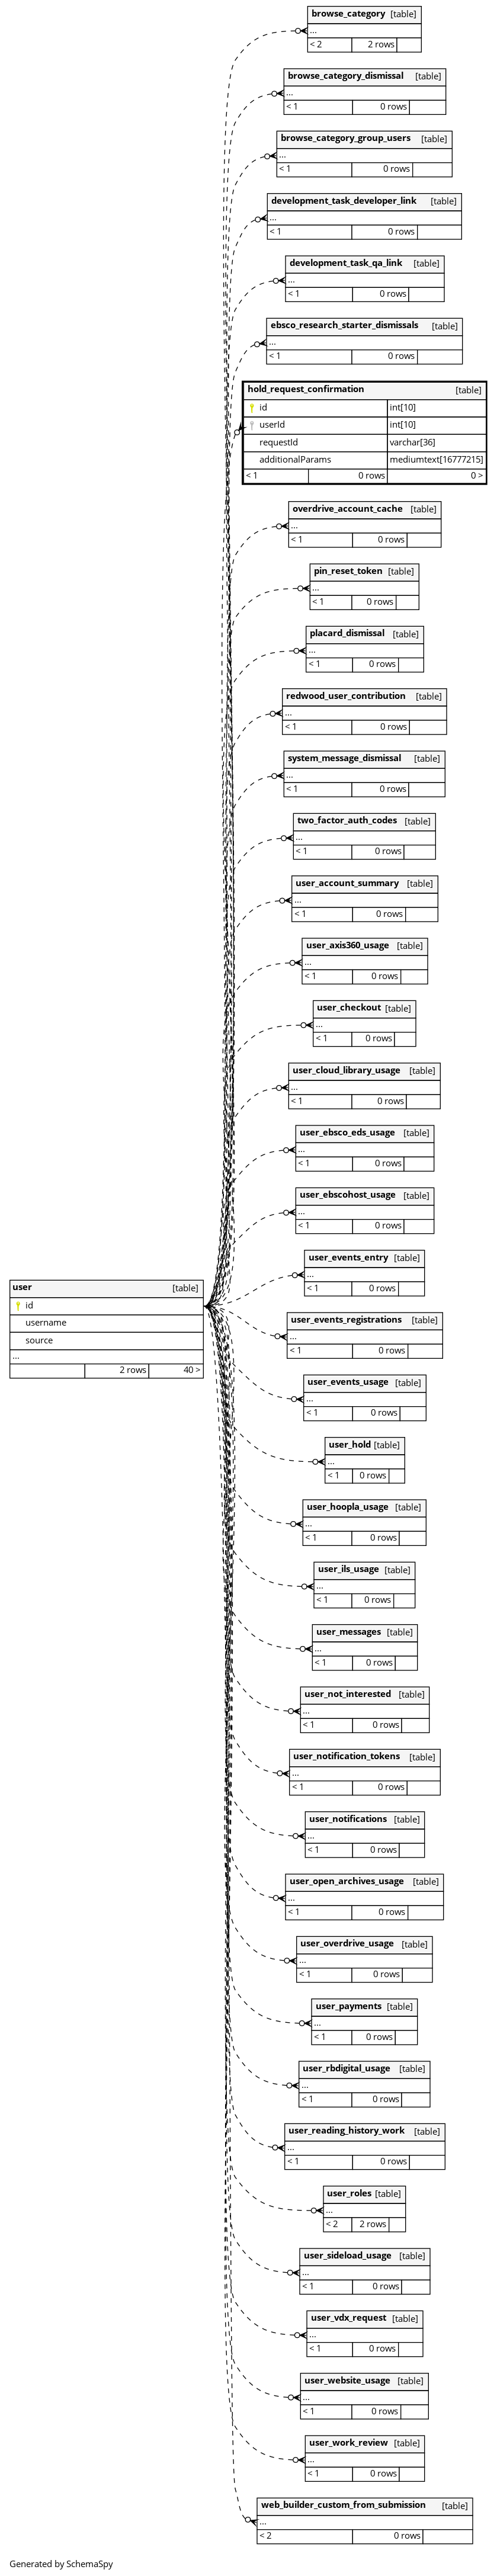 browse_category [table]
...
< 2 2 rows
browse_category_dismissal [table]
...
< 1 0 rows
browse_category_group_users [table]
...
< 1 0 rows
development_task_developer_link [table]
...
< 1 0 rows
development_task_qa_link [table]
...
< 1 0 rows
ebsco_research_starter_dismissals [table]
...
< 1 0 rows
hold_request_confirmation [table]
id int[10]
userId int[10]
requestId varchar[36]
additionalParams mediumtext[16777215]
< 1 0 rows 0 >
overdrive_account_cache [table]
...
< 1 0 rows
pin_reset_token [table]
...
< 1 0 rows
placard_dismissal [table]
...
< 1 0 rows
redwood_user_contribution [table]
...
< 1 0 rows
system_message_dismissal [table]
...
< 1 0 rows
two_factor_auth_codes [table]
...
< 1 0 rows
user_account_summary [table]
...
< 1 0 rows
user_axis360_usage [table]
...
< 1 0 rows
user_checkout [table]
...
< 1 0 rows
user_cloud_library_usage [table]
...
< 1 0 rows
user_ebsco_eds_usage [table]
...
< 1 0 rows
user_ebscohost_usage [table]
...
< 1 0 rows
user_events_entry [table]
...
< 1 0 rows
user [table]
id
username
source
...
2 rows 40 >
user_events_registrations [table]
...
< 1 0 rows
user_events_usage [table]
...
< 1 0 rows
user_hold [table]
...
< 1 0 rows
user_hoopla_usage [table]
...
< 1 0 rows
user_ils_usage [table]
...
< 1 0 rows
user_messages [table]
...
< 1 0 rows
user_not_interested [table]
...
< 1 0 rows
user_notification_tokens [table]
...
< 1 0 rows
user_notifications [table]
...
< 1 0 rows
user_open_archives_usage [table]
...
< 1 0 rows
user_overdrive_usage [table]
...
< 1 0 rows
user_payments [table]
...
< 1 0 rows
user_rbdigital_usage [table]
...
< 1 0 rows
user_reading_history_work [table]
...
< 1 0 rows
user_roles [table]
...
< 2 2 rows
user_sideload_usage [table]
...
< 1 0 rows
user_vdx_request [table]
...
< 1 0 rows
user_website_usage [table]
...
< 1 0 rows
user_work_review [table]
...
< 1 0 rows
web_builder_custom_from_submission [table]
...
< 2 0 rows
Generated by SchemaSpy